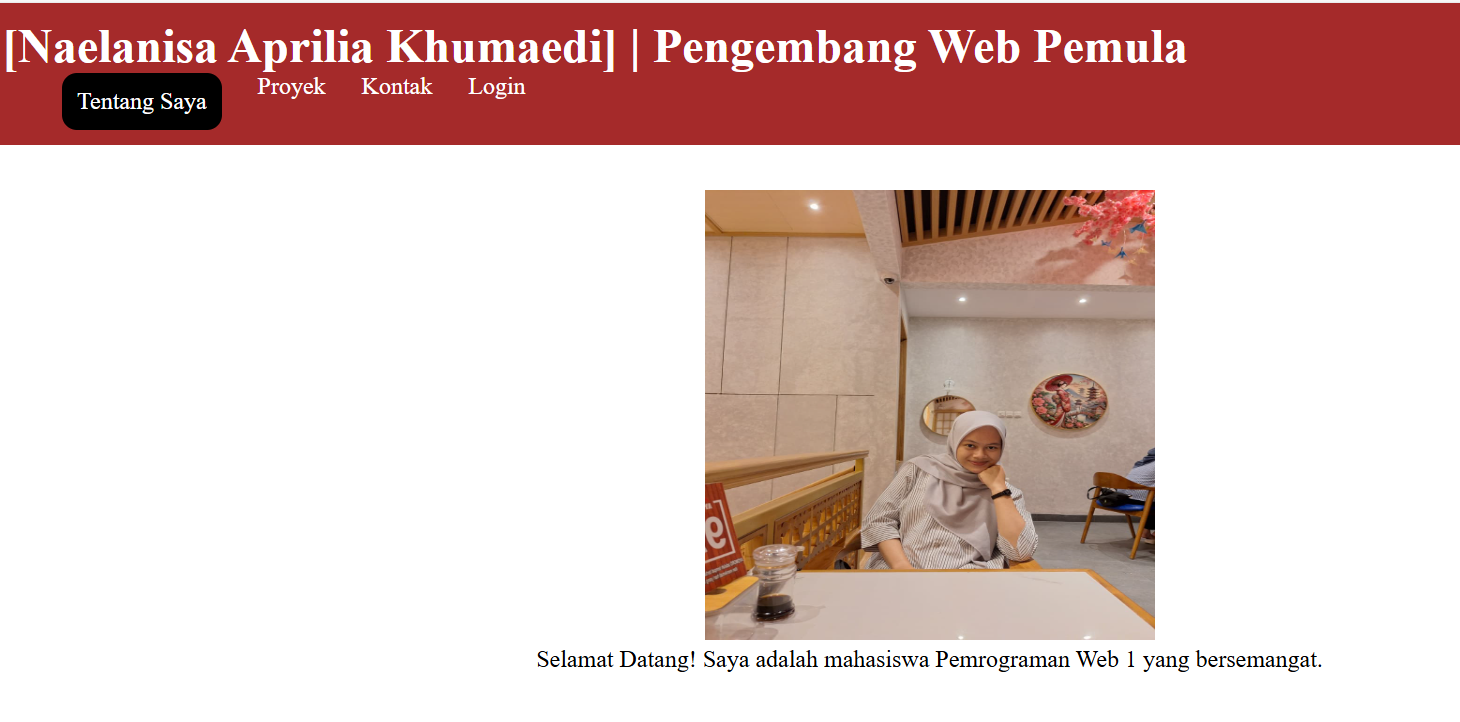 [Naelanisa Aprilia Khumaedi] | Pengembang Web Pemula
Tentang Saya Proyek Kontak Login
Selamat Datang! Saya adalah mahasiswa Pemrograman Web 1 yang bersemangat.